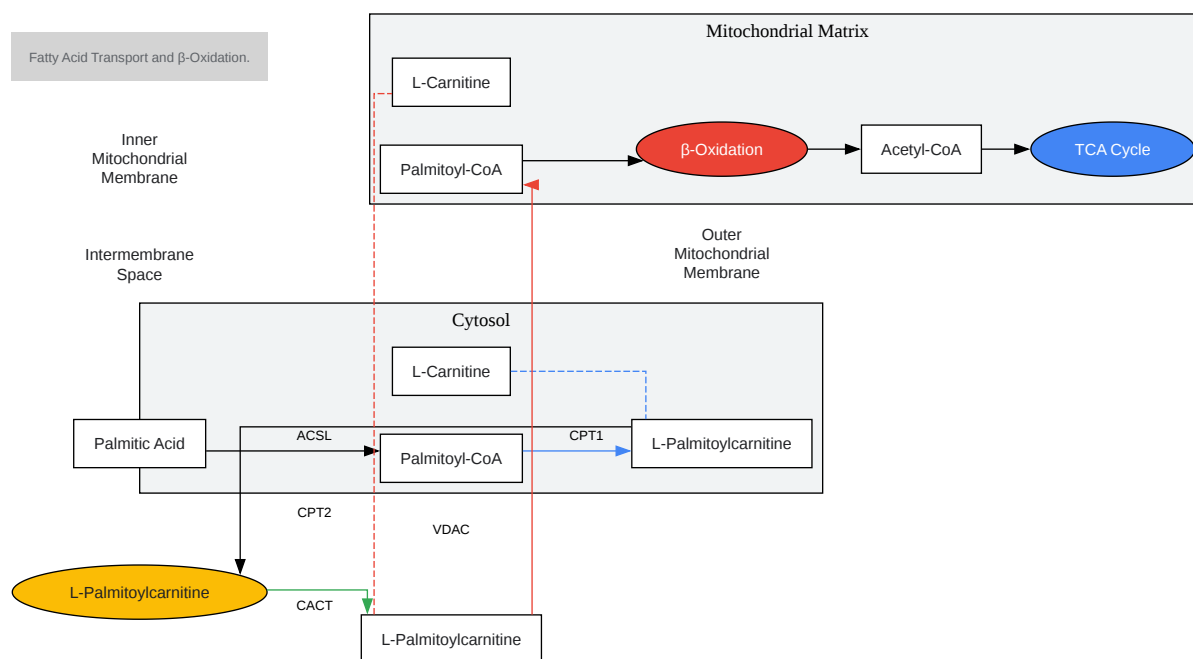 Mitochondrial Matrix
Fatty Acid Transport and β-Oxidation.
L-Carnitine
Inner
Mitochondrial
Membrane
Palmitoyl-CoA
β-Oxidation
Acetyl-CoA
TCA Cycle
Intermembrane
Space
Outer
Mitochondrial
Membrane
Cytosol
L-Carnitine
Palmitic Acid
ACSL
Palmitoyl-CoA
CPT1
L-Palmitoylcarnitine
CPT2
VDAC
L-Palmitoylcarnitine
CACT
L-Palmitoylcarnitine